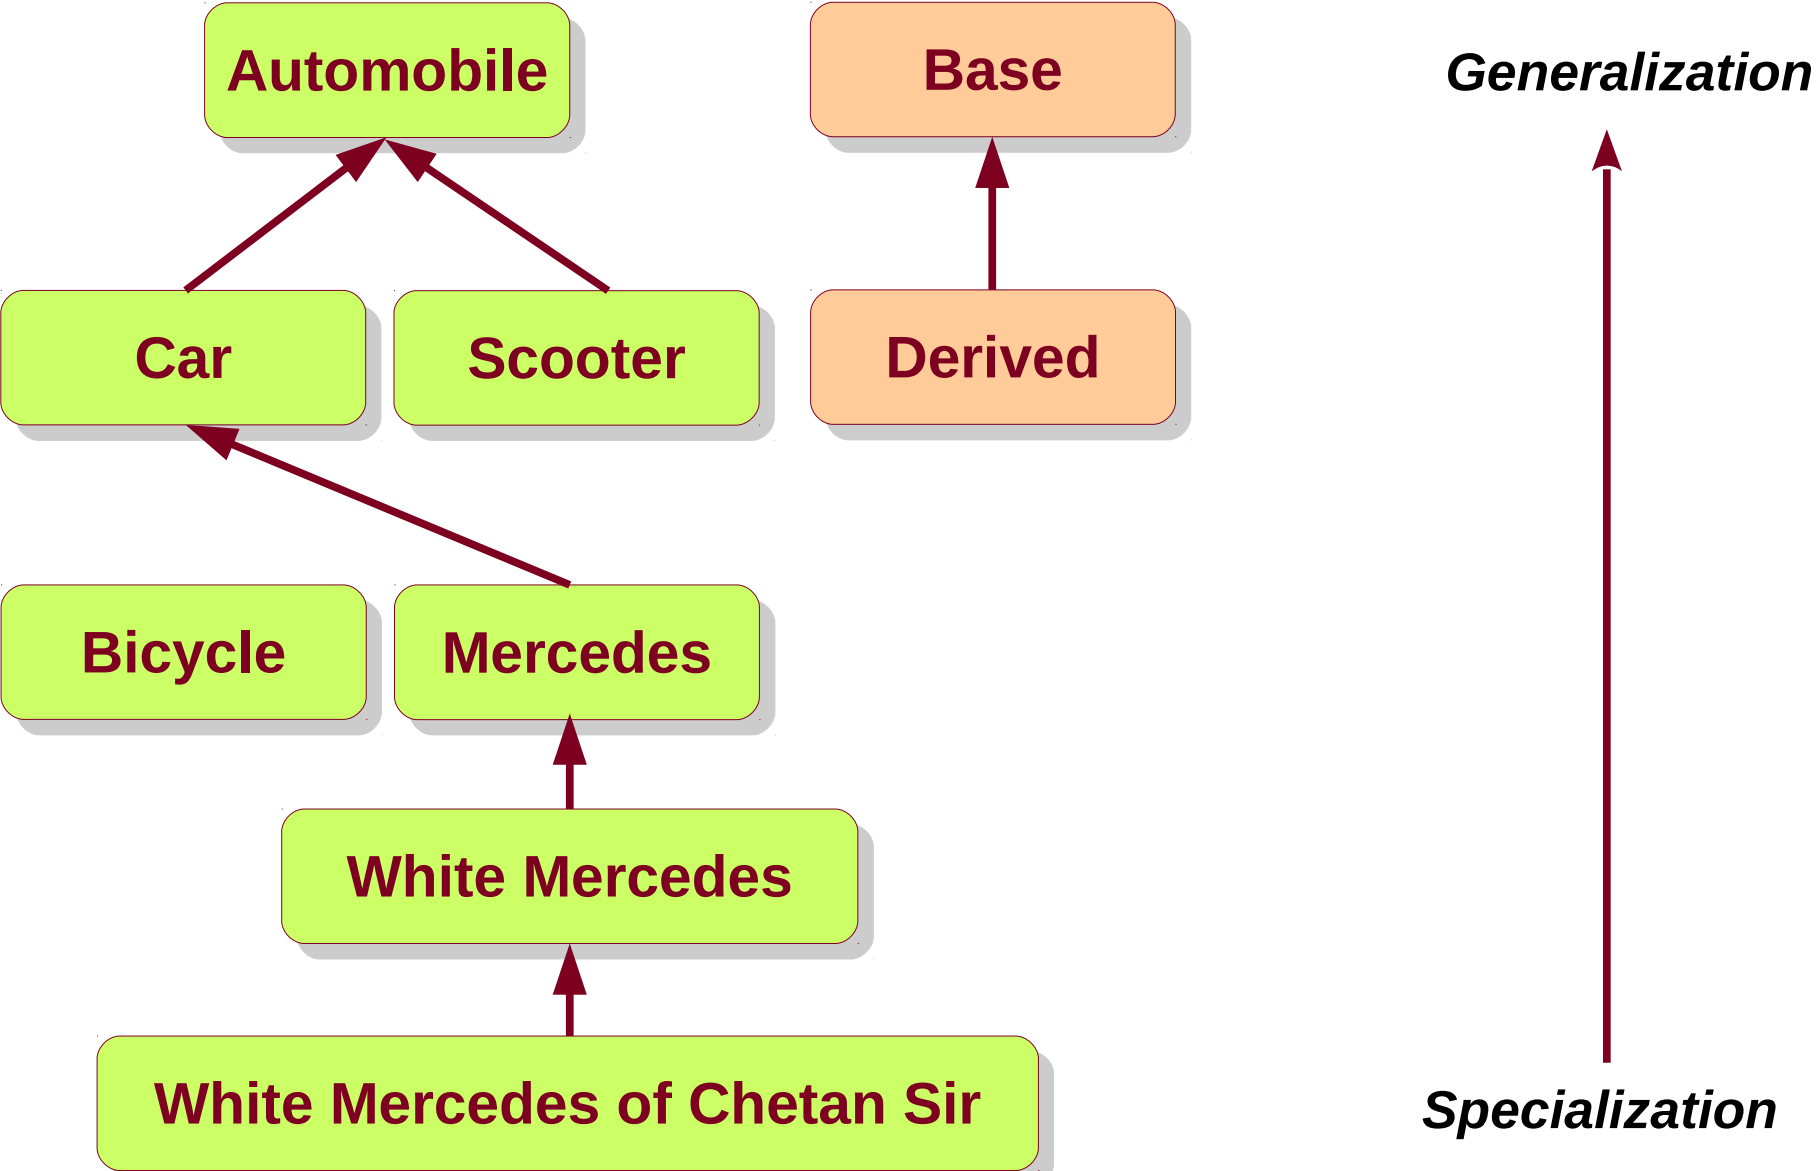 Automobile
Base
Generalization
Car
Scooter
Derived
Bicycle
Mercedes
White Mercedes
White Mercedes of Chetan Sir
Specialization